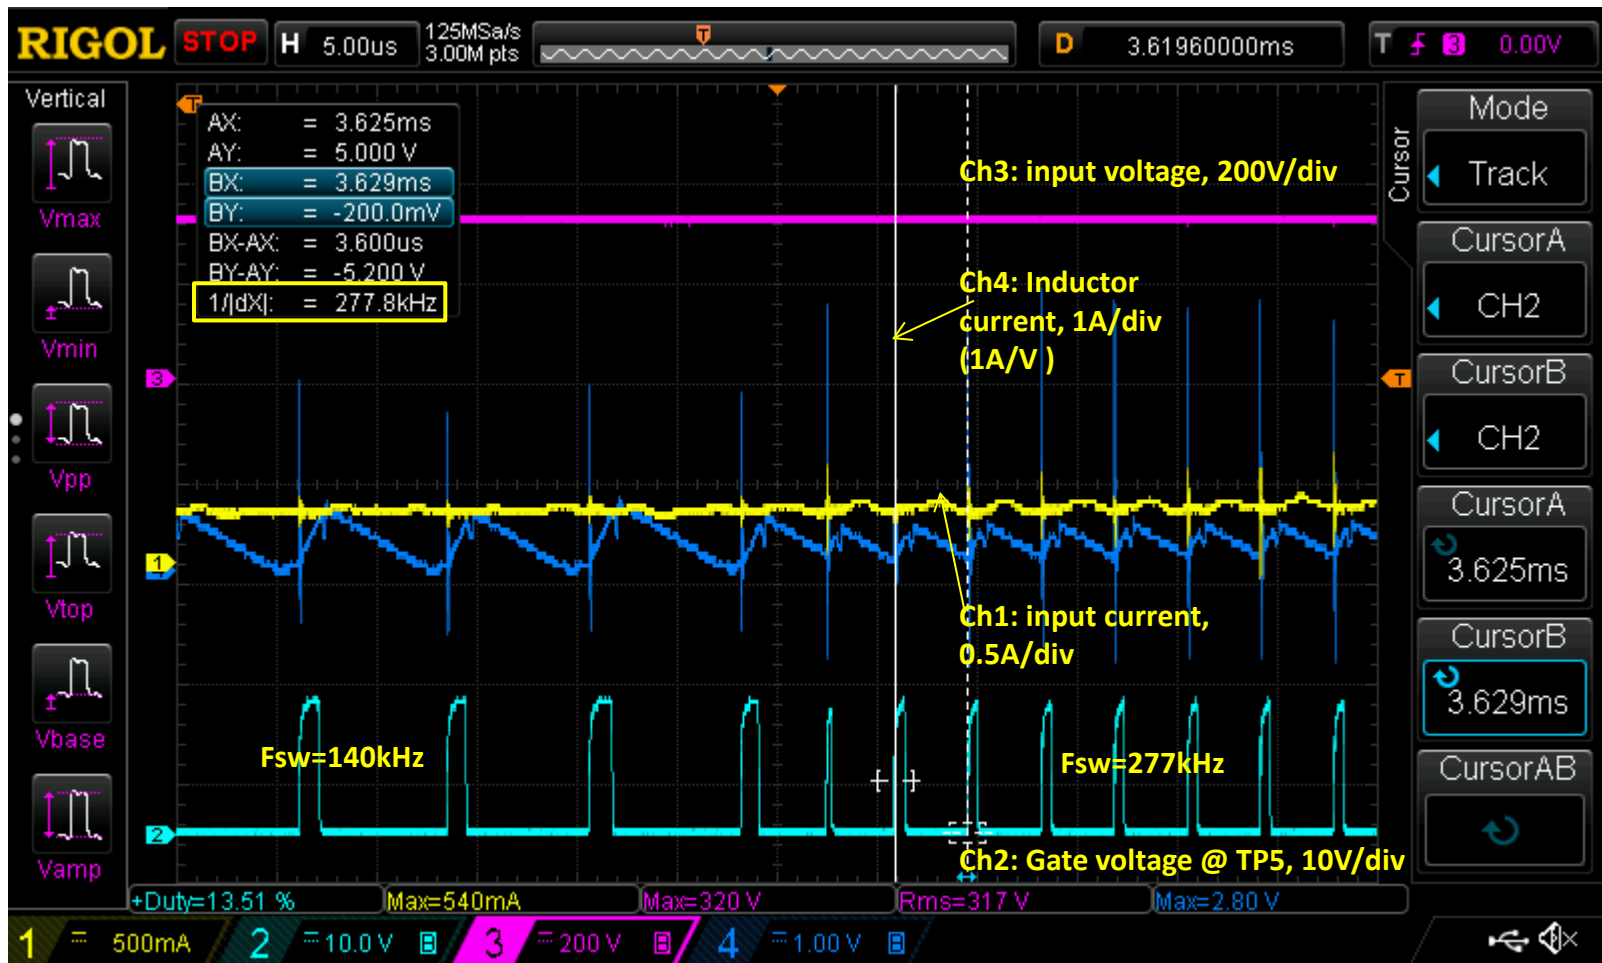 RIGOL STOP H 5.00us 125MSa/s D 3.61960000ms T 3 0.00V
3.00M pts
T
Vertical
Vmax
Vmin
Vpp
Vtop
Vbase
Vamp
T
AX: = 3.625ms
AY: = 5.000 V
BX: = 3.629ms
BY: = -200.0mV
BX-AX: = 3.600us
BY-AY: = -5.200 V
1/|dX|: = 277.8kHz
Ch3: input voltage, 200V/div
Ch4: Inductor
current, 1A/div
(1A/V )
3
T
1
Ch1: input current,
0.5A/div
Fsw=140kHz
Fsw=277kHz
2
Ch2: Gate voltage @ TP5, 10V/div
Cursor
Mode
Track
CursorA
CH2
CursorB
CH2
CursorA
3.625ms
CursorB
3.629ms
CursorAB
+Duty=13.51 % Max=540mA Max=320 V Rms=317 V Max=2.80 V
1 500mA 2 10.0 V B 3 200 V B 4 1.00 V B